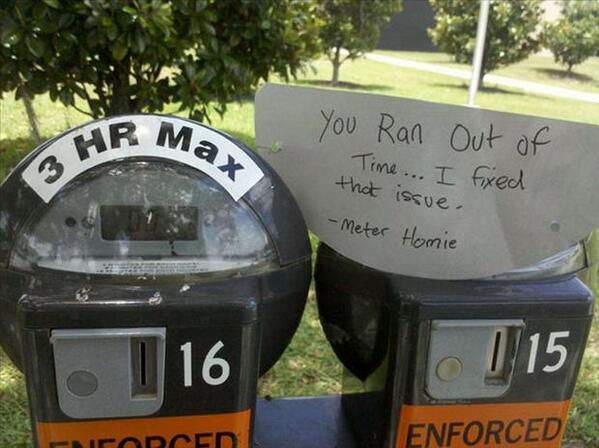 3 HR Max
You Ran Out of
Time... I fixed
that issue.
-Meter Homie
16
15
ENFORCED
ENFORCED